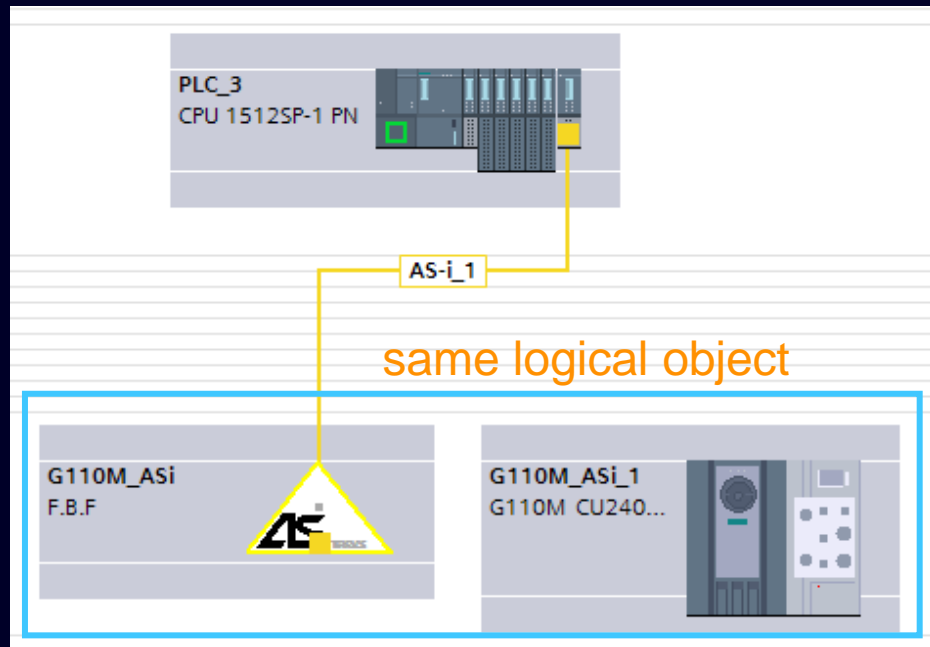 PLC_3
CPU 1512SP-1 PN
AS-i_1
same logical object
G110M_ASi
F.B.F
G110M_ASi_1
G110M CU240...